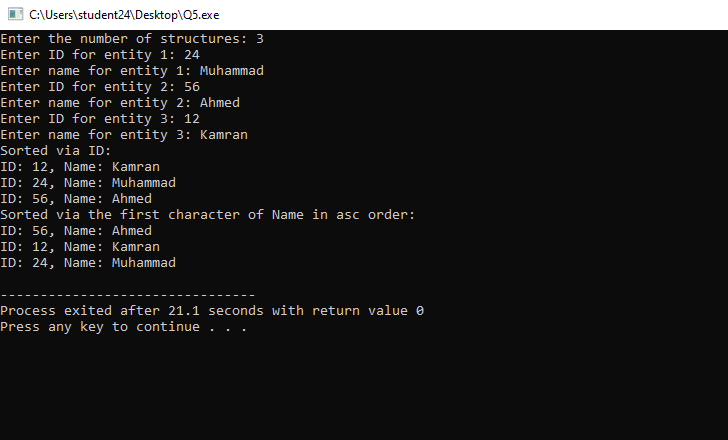 C:\Users\student24\Desktop\Q5.exe
Enter the number of structures: 3
Enter ID for entity 1: 24
Enter name for entity 1: Muhammad
Enter ID for entity 2: 56
Enter name for entity 2: Ahmed
Enter ID for entity 3: 12
Enter name for entity 3: Kamran
Sorted via ID:
ID: 12, Name: Kamran
ID: 24, Name: Muhammad
ID: 56, Name: Ahmed
Sorted via the first character of Name in asc order:
ID: 56, Name: Ahmed
ID: 12, Name: Kamran
ID: 24, Name: Muhammad
--------------------------------
Process exited after 21.1 seconds with return value 0
Press any key to continue . . .